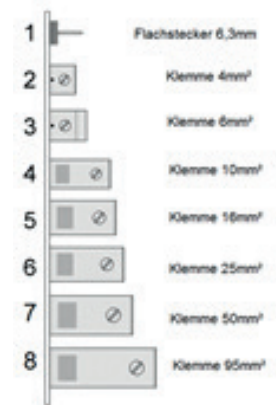 1 Flachstecker 6,3mm
2 Klemme 4mm²
3 Klemme 6mm²
4 Klemme 10mm²
5 Klemme 16mm²
6 Klemme 25mm²
7 Klemme 50mm²
8 Klemme 95mm²